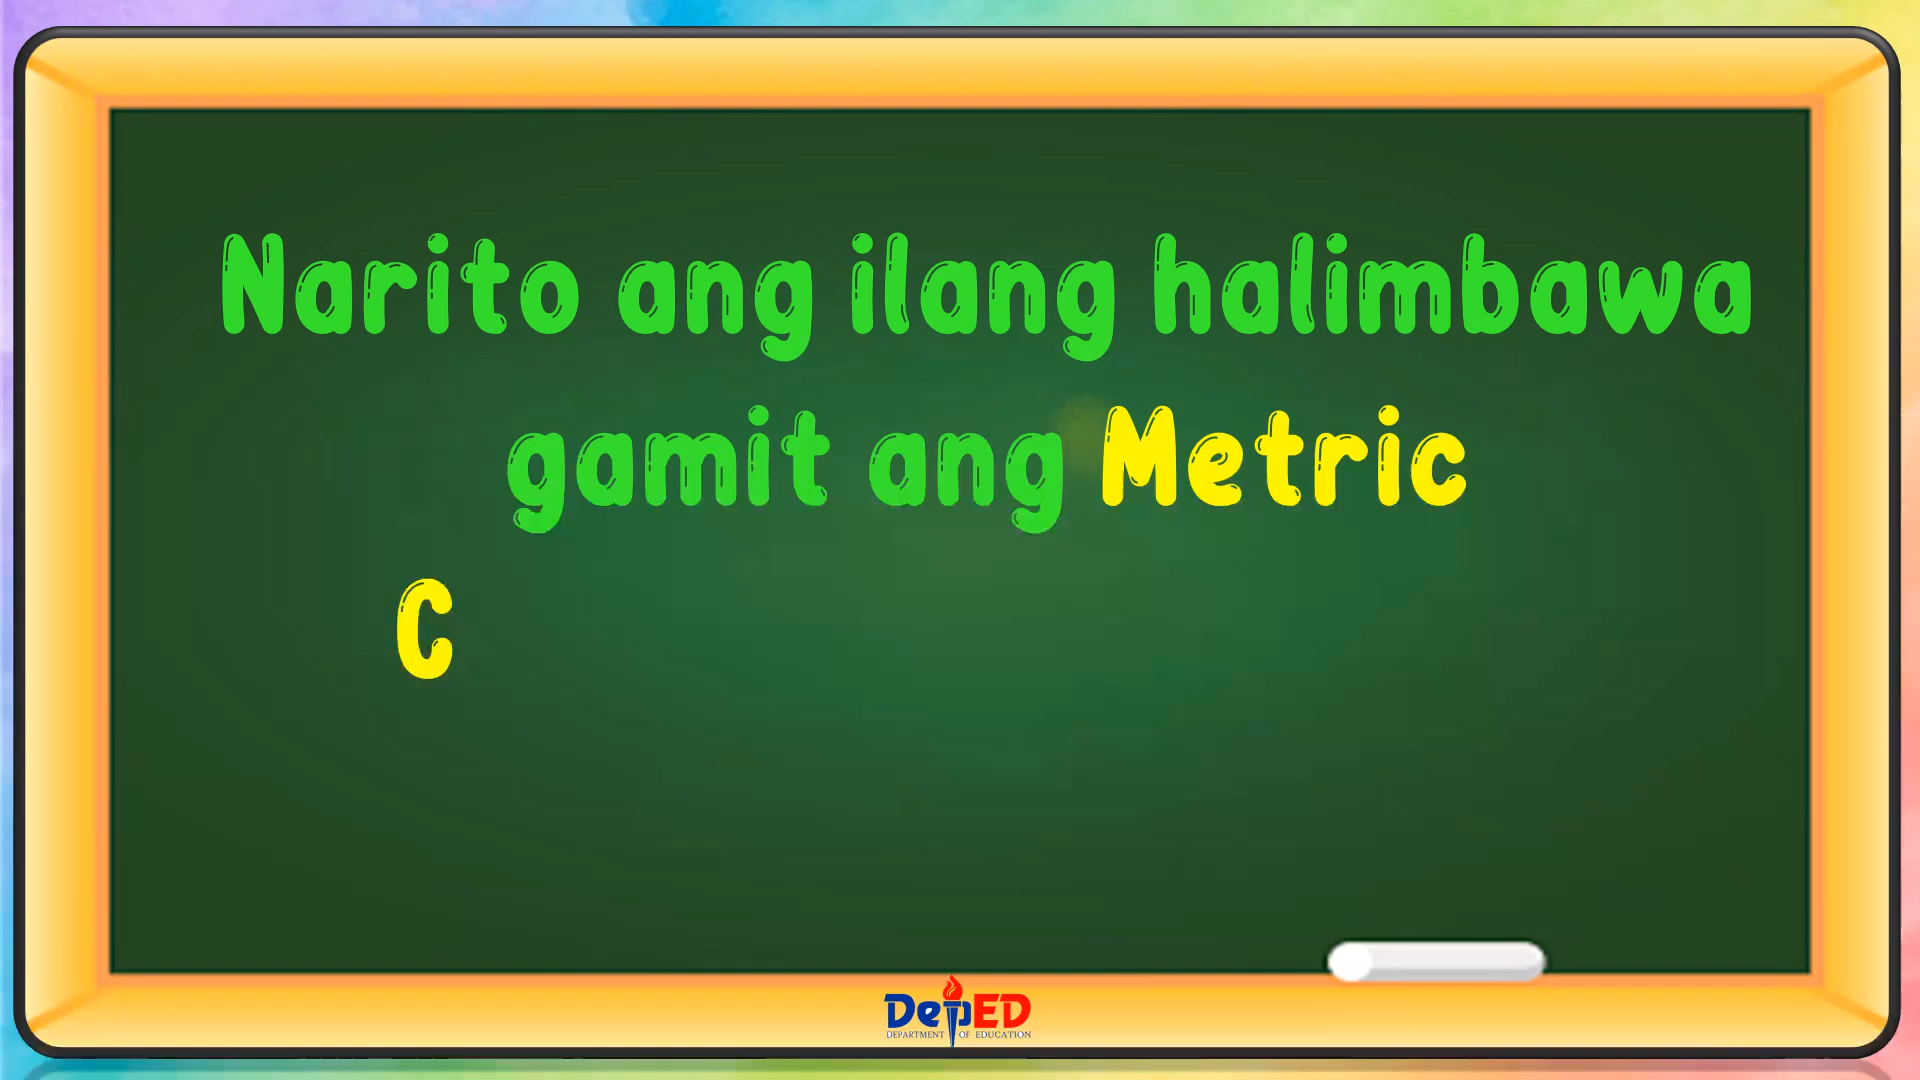 Narito ang ilang halimbawa
gamit ang Metric
C
DepED
DEPARTMENT OF EDUCATION